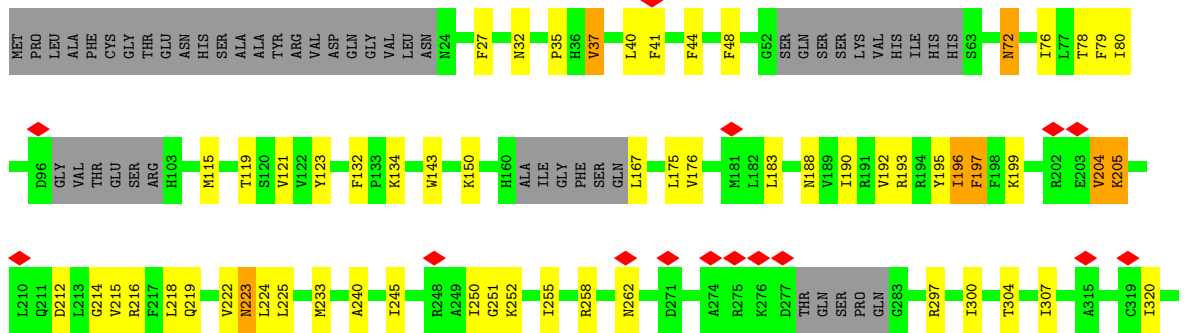 MET PRO LEU ALA PHE CYS GLY THR GLU ASN HIS SER ALA ALA TYR ARG VAL ASP GLN GLY VAL LEU ASN N24 F27 N32 P35 H36 V37 L40 F41 F44 F48 G52 SER GLN SER SER LYS VAL HIS ILE HIS HIS S63 N72 I76 L77 T78 F79 I80
D96 GLY VAL THR GLU SER ARG H103 M115 T119 S120 V121 V122 Y123 F132 P133 K134 W143 K150 H160 ALA ILE GLY PHE SER GLN L167 L175 V176 M181 L182 L183 N188 V189 I190 R191 V192 R193 R194 Y195 I196 F197 F198 K199 R202 E203 V204 K205
L210 Q211 D212 L213 G214 V215 R216 F217 L218 Q219 V222 N223 L224 L225 M233 A240 I245 R248 A249 I250 G251 K252 I255 R258 N262 D271 A274 R275 K276 D277 THR GLN SER PRO GLN G283 R297 I300 T304 I307 A315 C319 I320